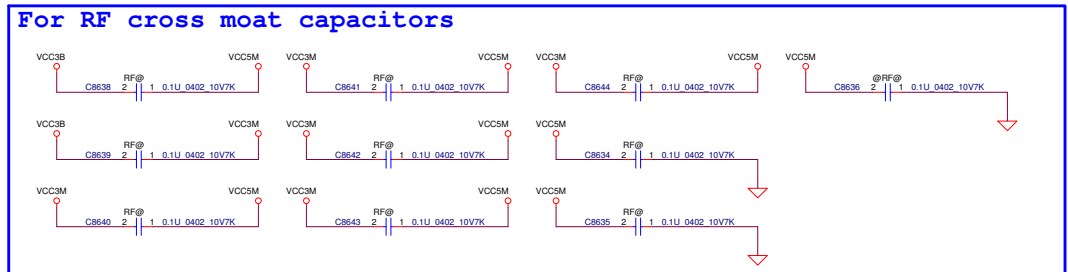 For RF cross moat capacitors
VCC3B VCC5M VCC3M VCC5M VCC3M VCC5M VCC5M
RF@ RF@ RF@ @RF@
C8638 2 1 0.1U_0402_10V7K C8641 2 1 0.1U_0402_10V7K C8644 2 1 0.1U_0402_10V7K C8636 2 1 0.1U_0402_10V7K
VCC3B VCC3M VCC3M VCC5M VCC5M
RF@ RF@ RF@
C8639 2 1 0.1U_0402_10V7K C8642 2 1 0.1U_0402_10V7K C8634 2 1 0.1U_0402_10V7K
VCC3M VCC5M VCC3M VCC5M VCC5M
RF@ RF@ RF@
C8640 2 1 0.1U_0402_10V7K C8643 2 1 0.1U_0402_10V7K C8635 2 1 0.1U_0402_10V7K